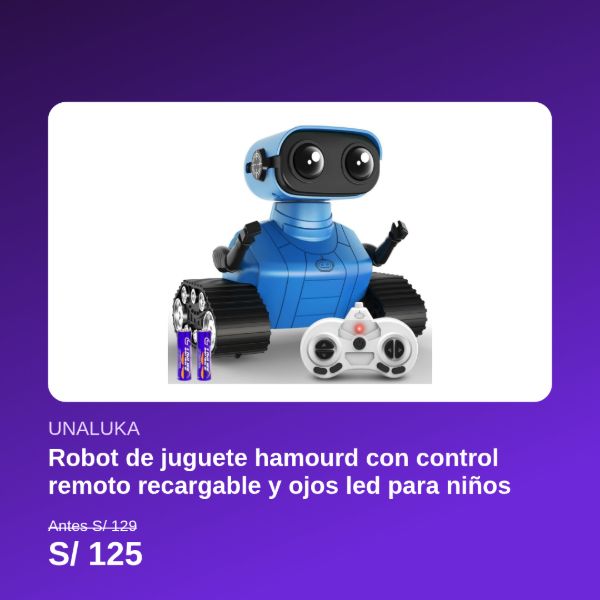 UNALUKA
Robot de juguete hamourd con control
remoto recargable y ojos led para niños
Antes S/ 129
S/ 125